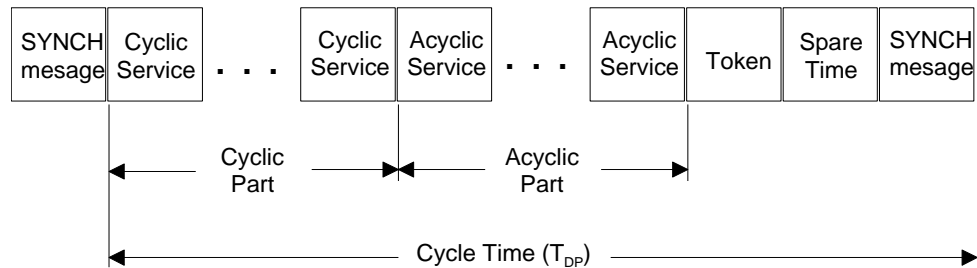 SYNCH
mesage
Cyclic
Service
. . .
Cyclic
Service
Acyclic
Service
. . .
Acyclic
Service
Token
Spare
Time
SYNCH
mesage
Cyclic
Part
Acyclic
Part
Cycle Time (T_DP)